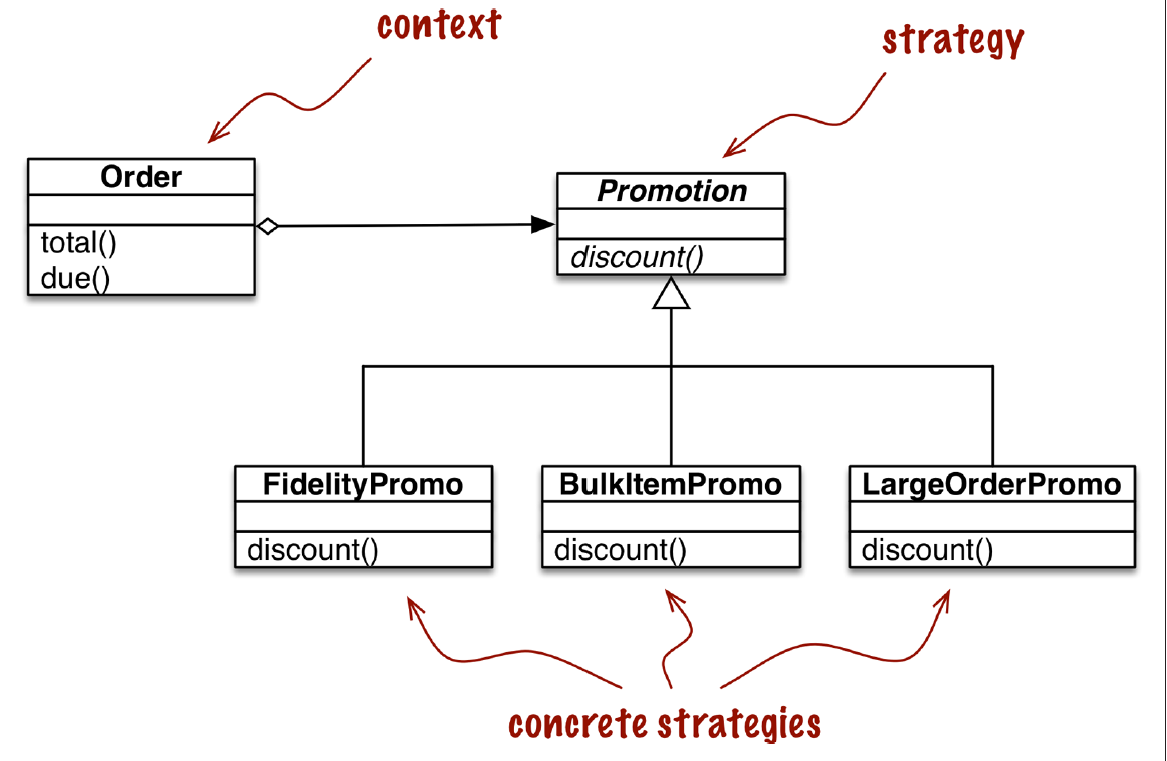 context
strategy
Order
total()
due()
Promotion
discount()
FidelityPromo
discount()
BulkItemPromo
discount()
LargeOrderPromo
discount()
concrete strategies